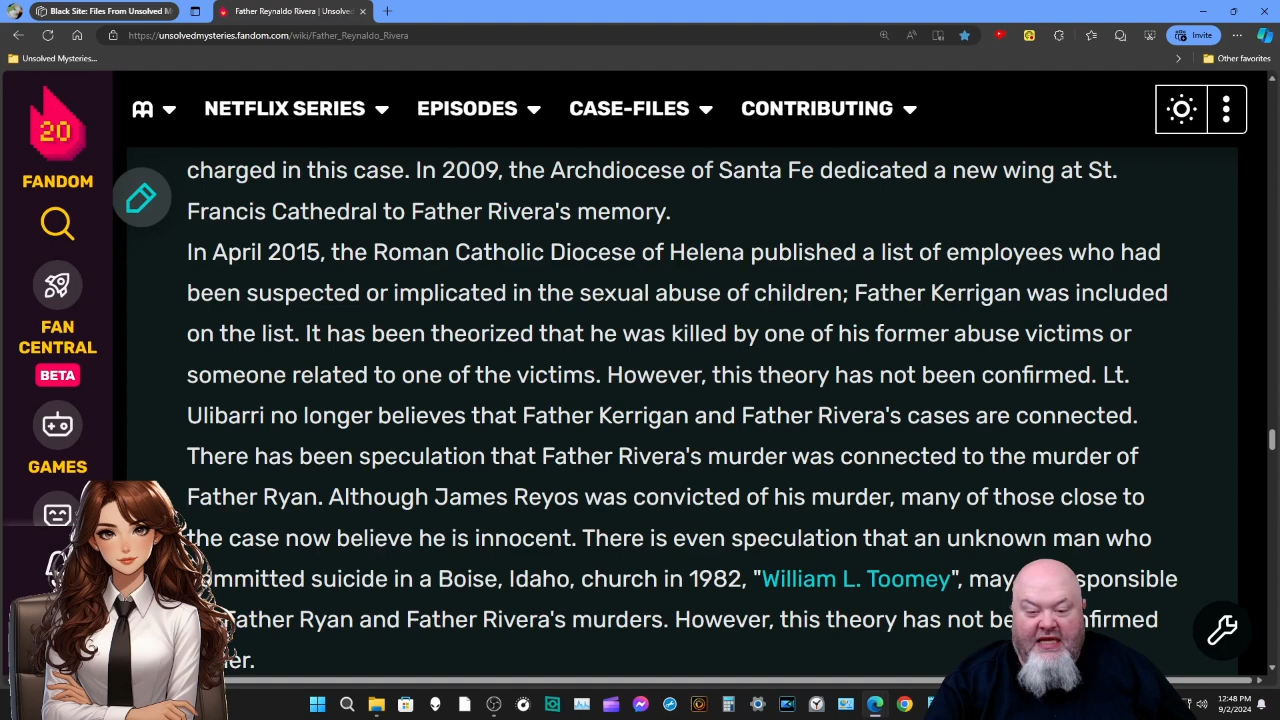 Black Site: Files From Unsolved M
Father Reynaldo Rivera | Unsolved
https://unsolvedmysteries.fandom.com/wiki/Father_Reynaldo_Rivera
Invite
Unsolved Mysteries...
Other favorites
20
FANDOM
FAN
CENTRAL
BETA
GAMES
NETFLIX SERIES
EPISODES
CASE-FILES
CONTRIBUTING
charged in this case. In 2009, the Archdiocese of Santa Fe dedicated a new wing at St.
Francis Cathedral to Father Rivera's memory.
In April 2015, the Roman Catholic Diocese of Helena published a list of employees who had
been suspected or implicated in the sexual abuse of children; Father Kerrigan was included
on the list. It has been theorized that he was killed by one of his former abuse victims or
someone related to one of the victims. However, this theory has not been confirmed. Lt.
Ulibarri no longer believes that Father Kerrigan and Father Rivera's cases are connected.
There has been speculation that Father Rivera's murder was connected to the murder of
Father Ryan. Although James Reyos was convicted of his murder, many of those close to
the case now believe he is innocent. There is even speculation that an unknown man who
committed suicide in a Boise, Idaho, church in 1982, "William L. Toomey", may responsible
Father Ryan and Father Rivera's murders. However, this theory has not confirmed
12:48 PM
9/2/2024